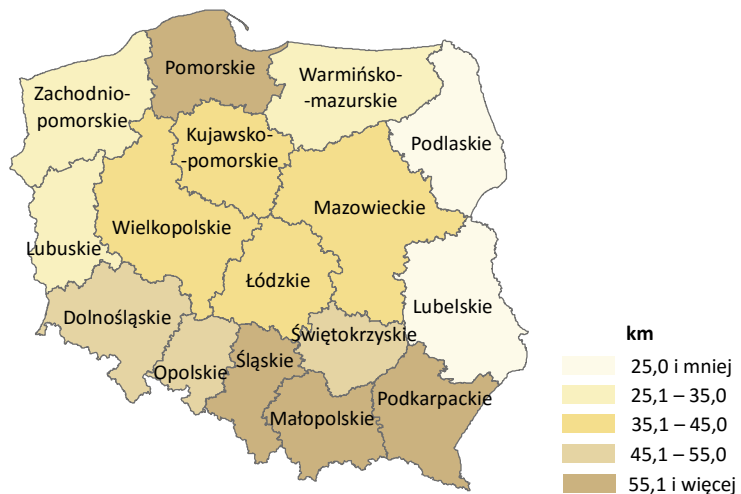 Pomorskie
Warmińsko-
-mazurskie
Zachodnio-
pomorskie
Kujawsko-
-pomorskie
Podlaskie
Mazowieckie
Wielkopolskie
Lubuskie
Łódzkie
Lubelskie
Dolnośląskie
Świętokrzyskie
Opolskie
Śląskie
Podkarpackie
Małopolskie
km
25,0 i mniej
25,1 – 35,0
35,1 – 45,0
45,1 – 55,0
55,1 i więcej